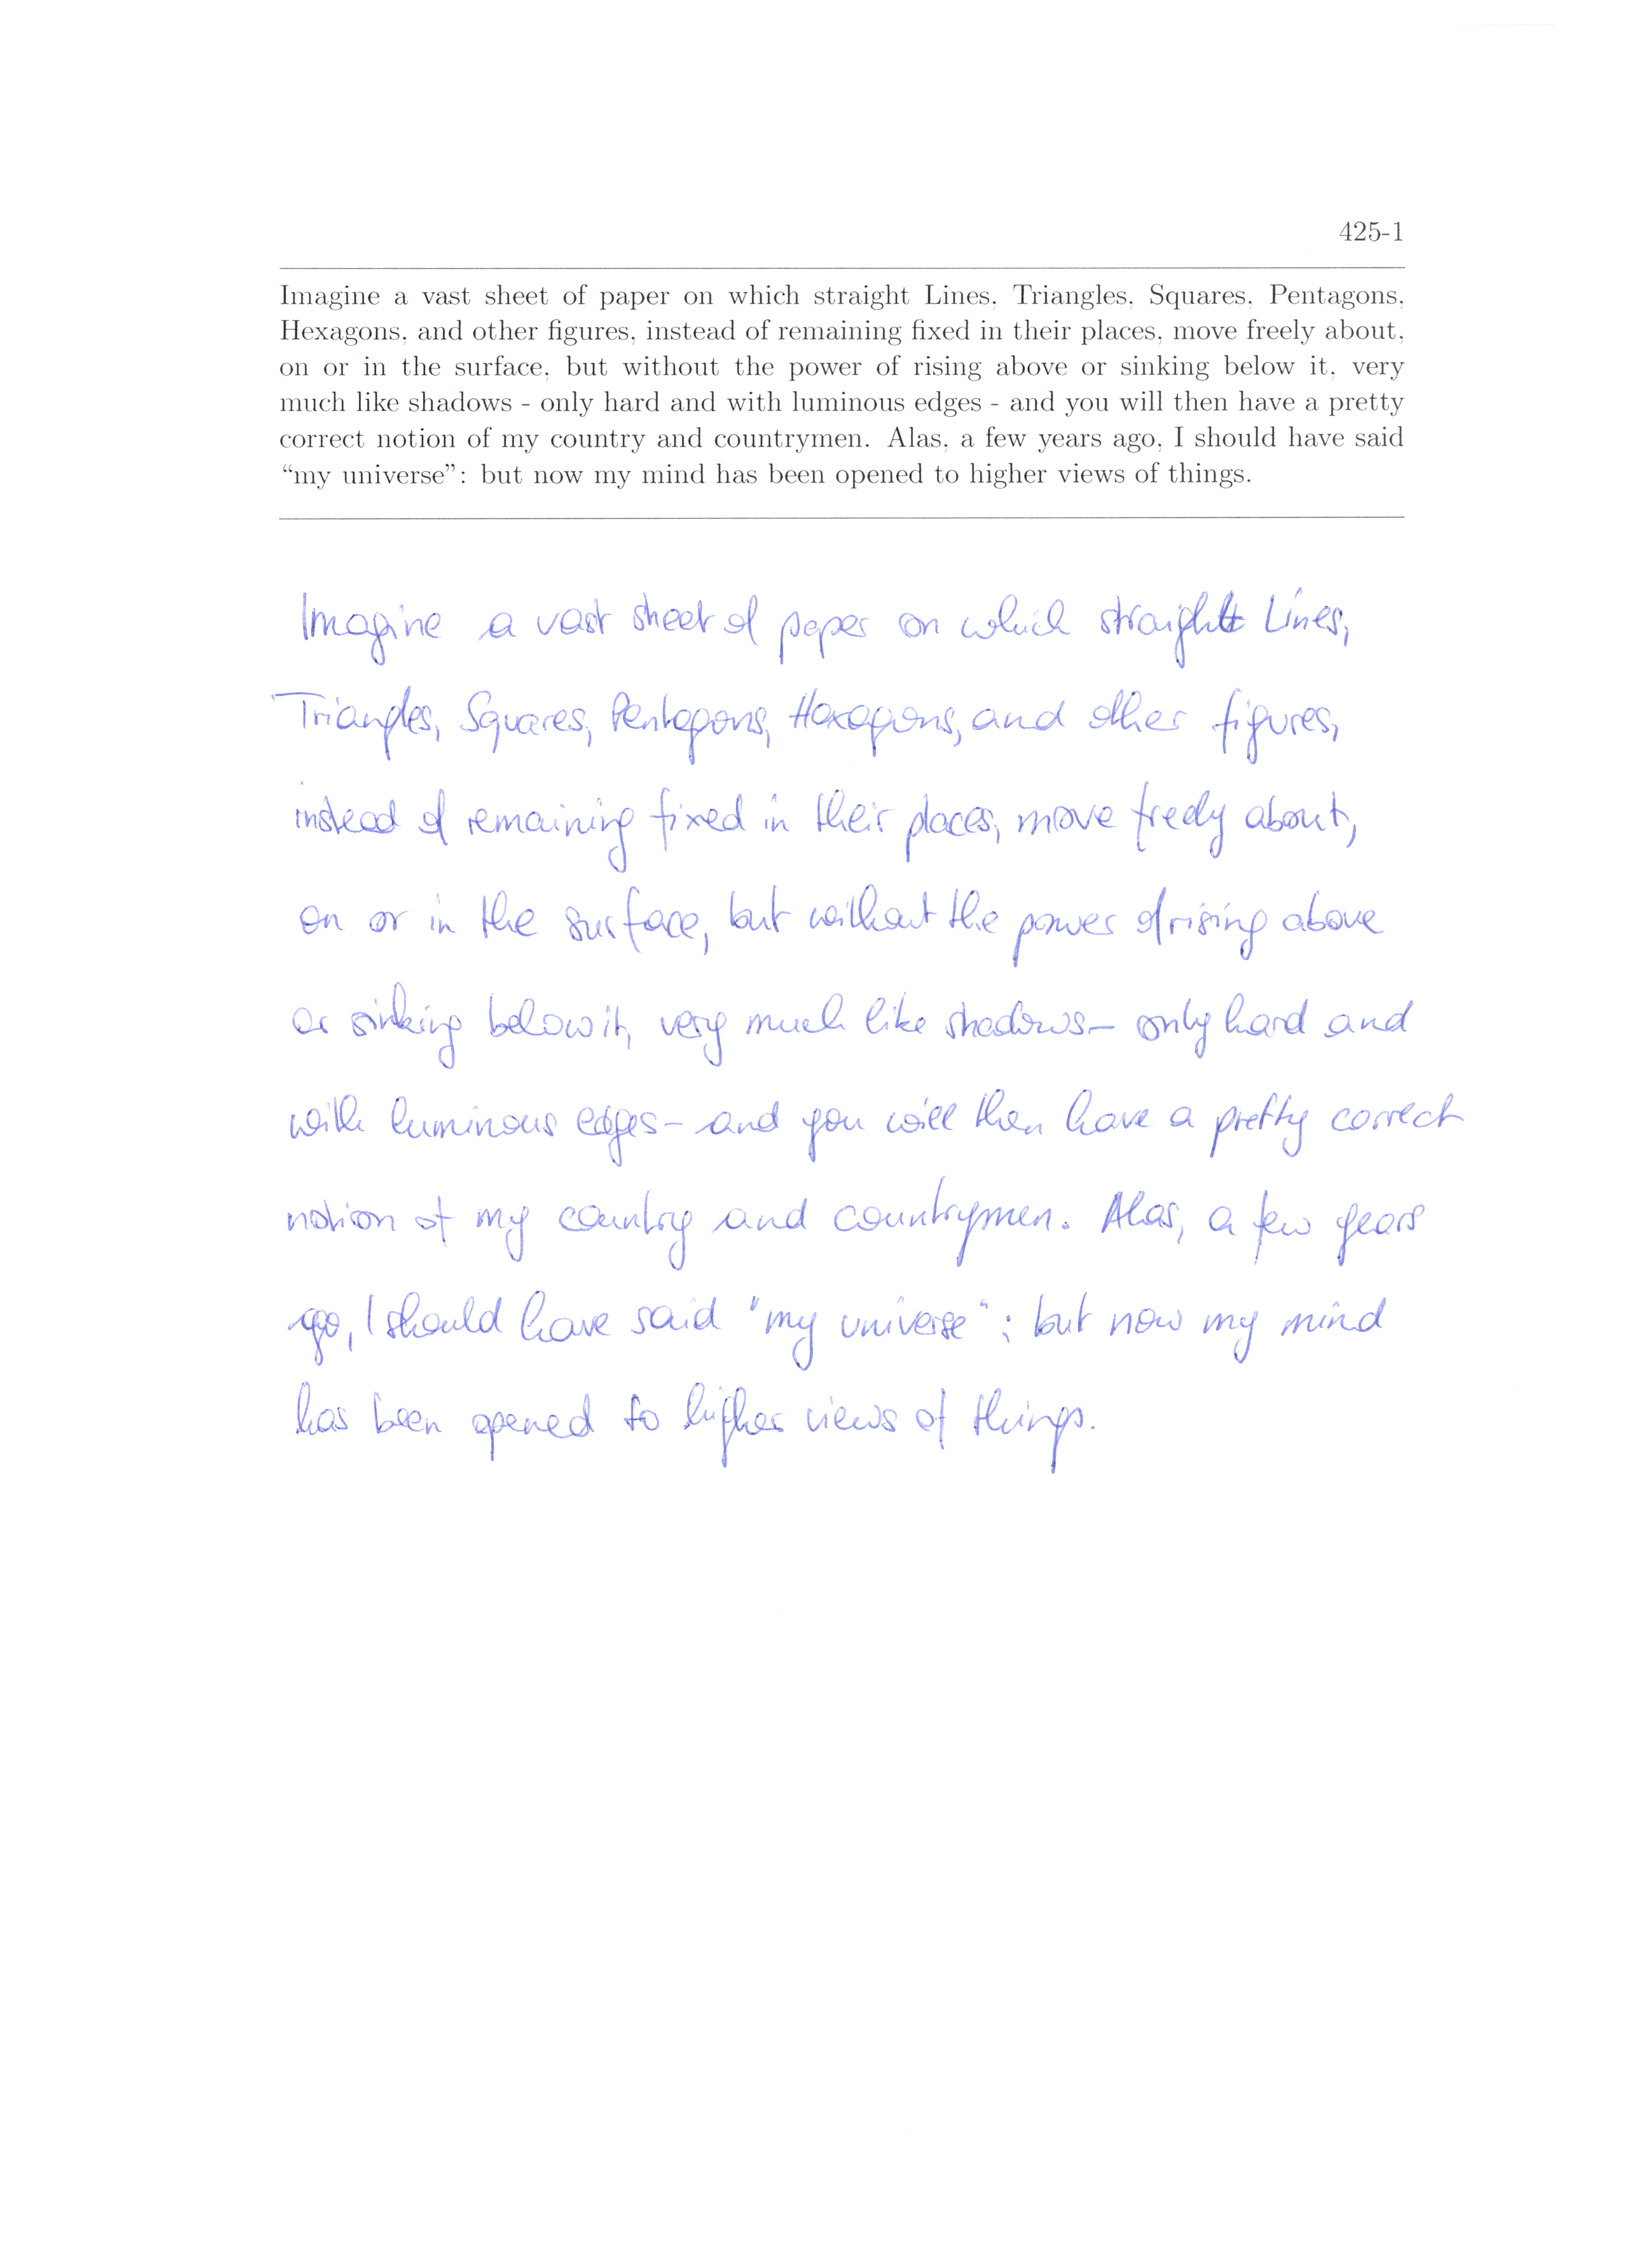 425-1
Imagine a vast sheet of paper on which straight Lines, Triangles, Squares, Pentagons,
Hexagons, and other figures, instead of remaining fixed in their places, move freely about,
on or in the surface, but without the power of rising above or sinking below it, very
much like shadows - only hard and with luminous edges - and you will then have a pretty
correct notion of my country and countrymen. Alas, a few years ago, I should have said
“my universe”: but now my mind has been opened to higher views of things.
Imagine a vast sheet of paper on which straight Lines,
Triangles, Squares, Pentagons, Hexagons, and other figures,
instead of remaining fixed in their places, move freely about,
on or in the surface, but without the power of rising above
or sinking below it, very much like shadows - only hard and
with luminous edges - and you will then have a pretty correct
notion of my country and countrymen. Alas, a few years
ago, I should have said "my universe"; but now my mind
has been opened to higher views of things.